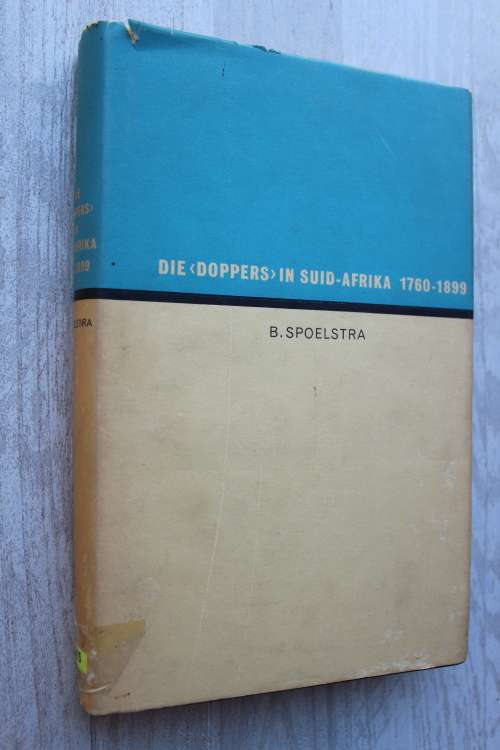 DIE ‹DOPPERS› IN SUID-AFRIKA 1760-1899
B. SPOELSTRA